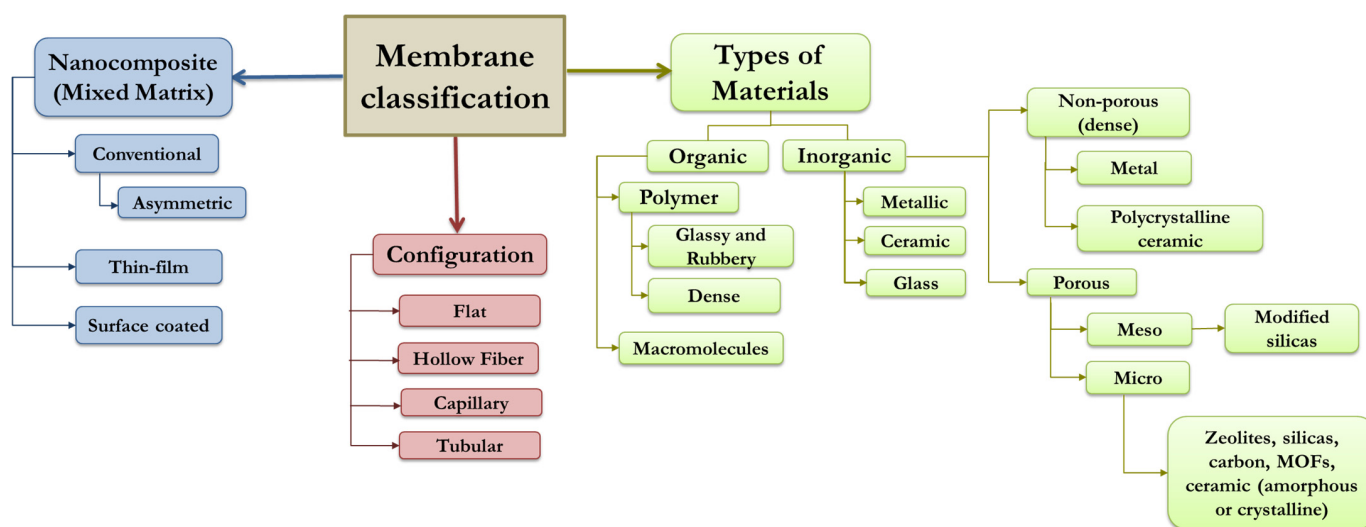 Membrane
classification
Nanocomposite
(Mixed Matrix)
Conventional
Asymmetric
Thin-film
Surface coated
Configuration
Flat
Hollow Fiber
Capillary
Tubular
Types of
Materials
Organic
Polymer
Glassy and
Rubbery
Dense
Macromolecules
Inorganic
Metallic
Ceramic
Glass
Non-porous
(dense)
Metal
Polycrystalline
ceramic
Porous
Meso
Modified
silicas
Micro
Zeolites, silicas,
carbon, MOFs,
ceramic (amorphous
or crystalline)